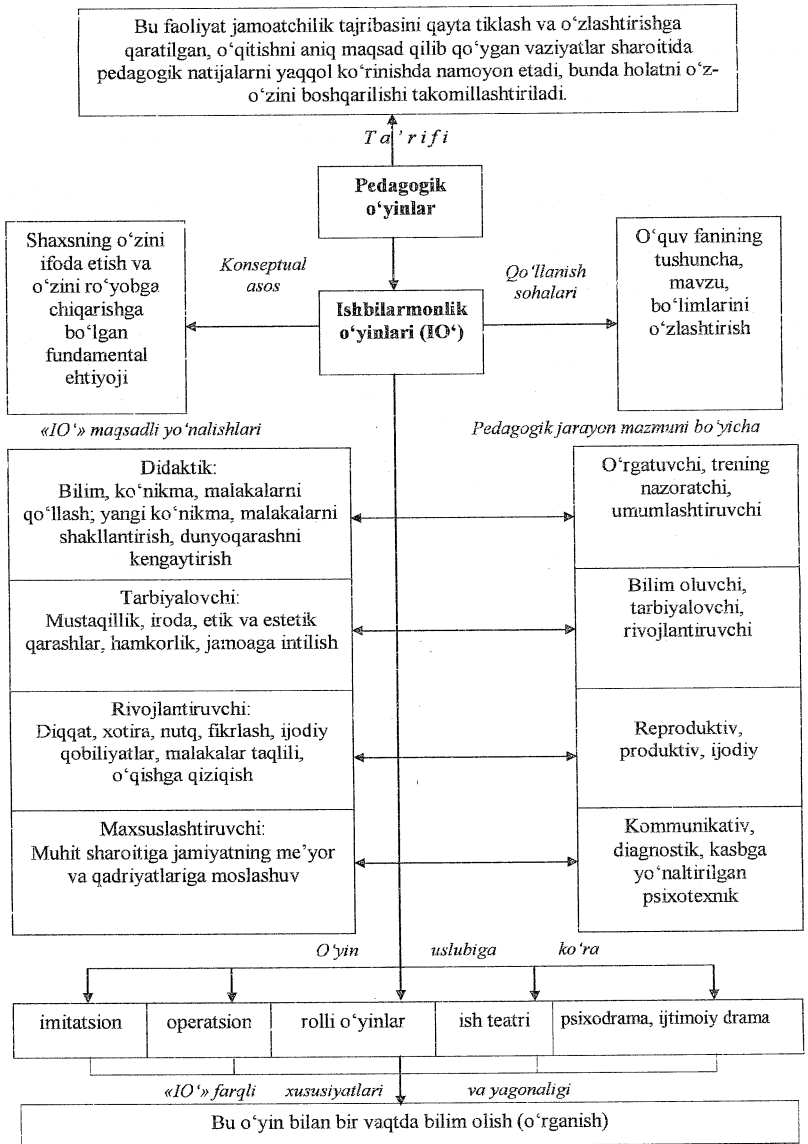 Bu faoliyat jamoatchilik tajribasini qayta tiklash va o‘zlashtirishga
qaratilgan, o‘qitishni aniq maqsad qilib qo‘ygan vaziyatlar sharoitida
pedagogik natijalarni yaqqol ko‘rinishda namoyon etadi, bunda holatni o‘z-
o‘zini boshqarilishi takomillashtiriladi.
Ta’rifi
Pedagogik
o‘yinlar
Shaxsning o‘zini
ifoda etish va
o‘zini ro‘yobga
chiqarishga
bo‘lgan
fundamental
ehtiyoji
Konseptual
asos
Ishbilarmonlik
o‘yinlari (IO‘)
Qo‘llanish
sohalari
O‘quv fanining
tushuncha,
mavzu,
bo‘limlarini
o‘zlashtirish
«IO‘» maqsadli yo‘nalishlari
Pedagogik jarayon mazmuni bo‘yicha
Didaktik:
Bilim, ko‘nikma, malakalarni
qo‘llash; yangi ko‘nikma, malakalarni
shakllantirish, dunyoqarashni
kengaytirish
O‘rgatuvchi, trening
nazoratchi,
umumlashtiruvchi
Tarbiyalovchi:
Mustaqillik, iroda, etik va estetik
qarashlar, hamkorlik, jamoaga intilish
Bilim oluvchi,
tarbiyalovchi,
rivojlantiruvchi
Rivojlantiruvchi:
Diqqat, xotira, nutq, fikrlash, ijodiy
qobiliyatlar, malakalar taqlili,
o‘qishga qiziqish
Reproduktiv,
produktiv, ijodiy
Maxsuslashtiruvchi:
Muhit sharoitiga jamiyatning me’yor
va qadriyatlariga moslashuv
Kommunikativ,
diagnostik, kasbga
yo‘naltirilgan
psixotexnik
O‘yin uslubiga ko‘ra
imitatsion
operatsion
rolli o‘yinlar
ish teatri
psixodrama, ijtimoiy drama
«IO‘» farqli xususiyatlari va yagonaligi
Bu o‘yin bilan bir vaqtda bilim olish (o‘rganish)